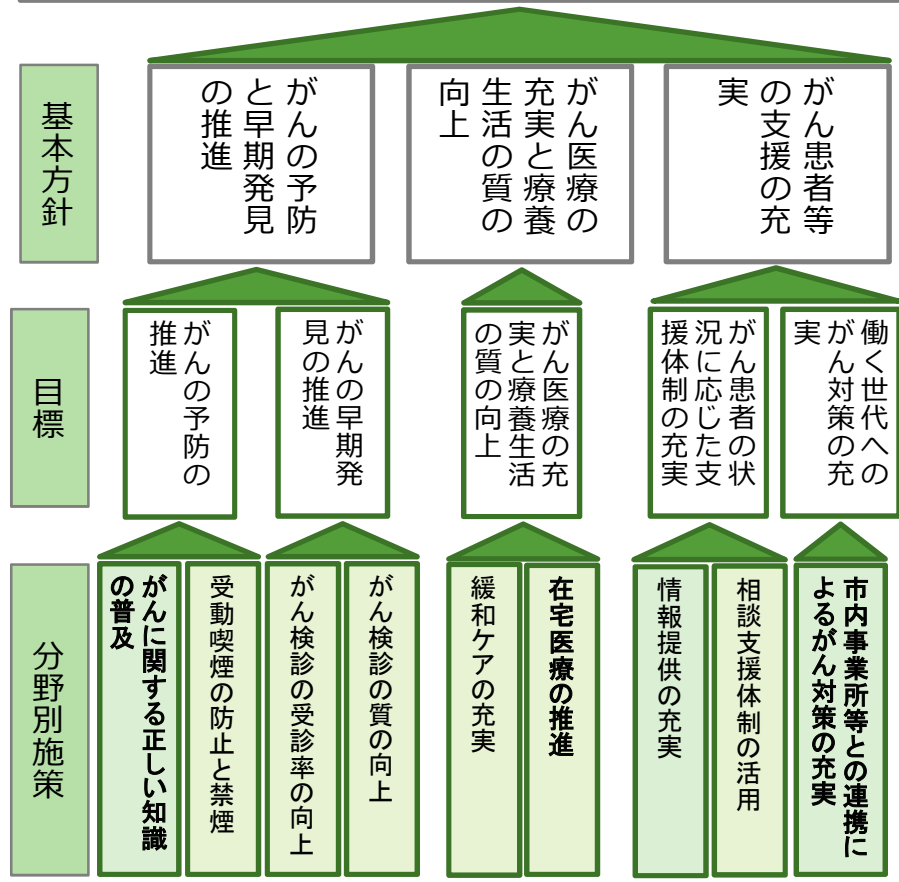 基本方針
がんの予防
と早期発見
の推進
がん医療の
充実と療養
生活の質の
向上
がん患者等
の支援の充
実
目標
がんの予防の
推進
がんの早期発
見の推進
がん医療の充
実と療養生活
の質の向上
がん患者の状
況に応じた支
援体制の充実
働く世代への
がん対策の充
実
分野別施策
がんに関する正しい知識
の普及
受動喫煙の防止と禁煙
がん検診の受診率の向上
がん検診の質の向上
緩和ケアの充実
在宅医療の推進
情報提供の充実
相談支援体制の活用
市内事業所等との連携に
よるがん対策の充実